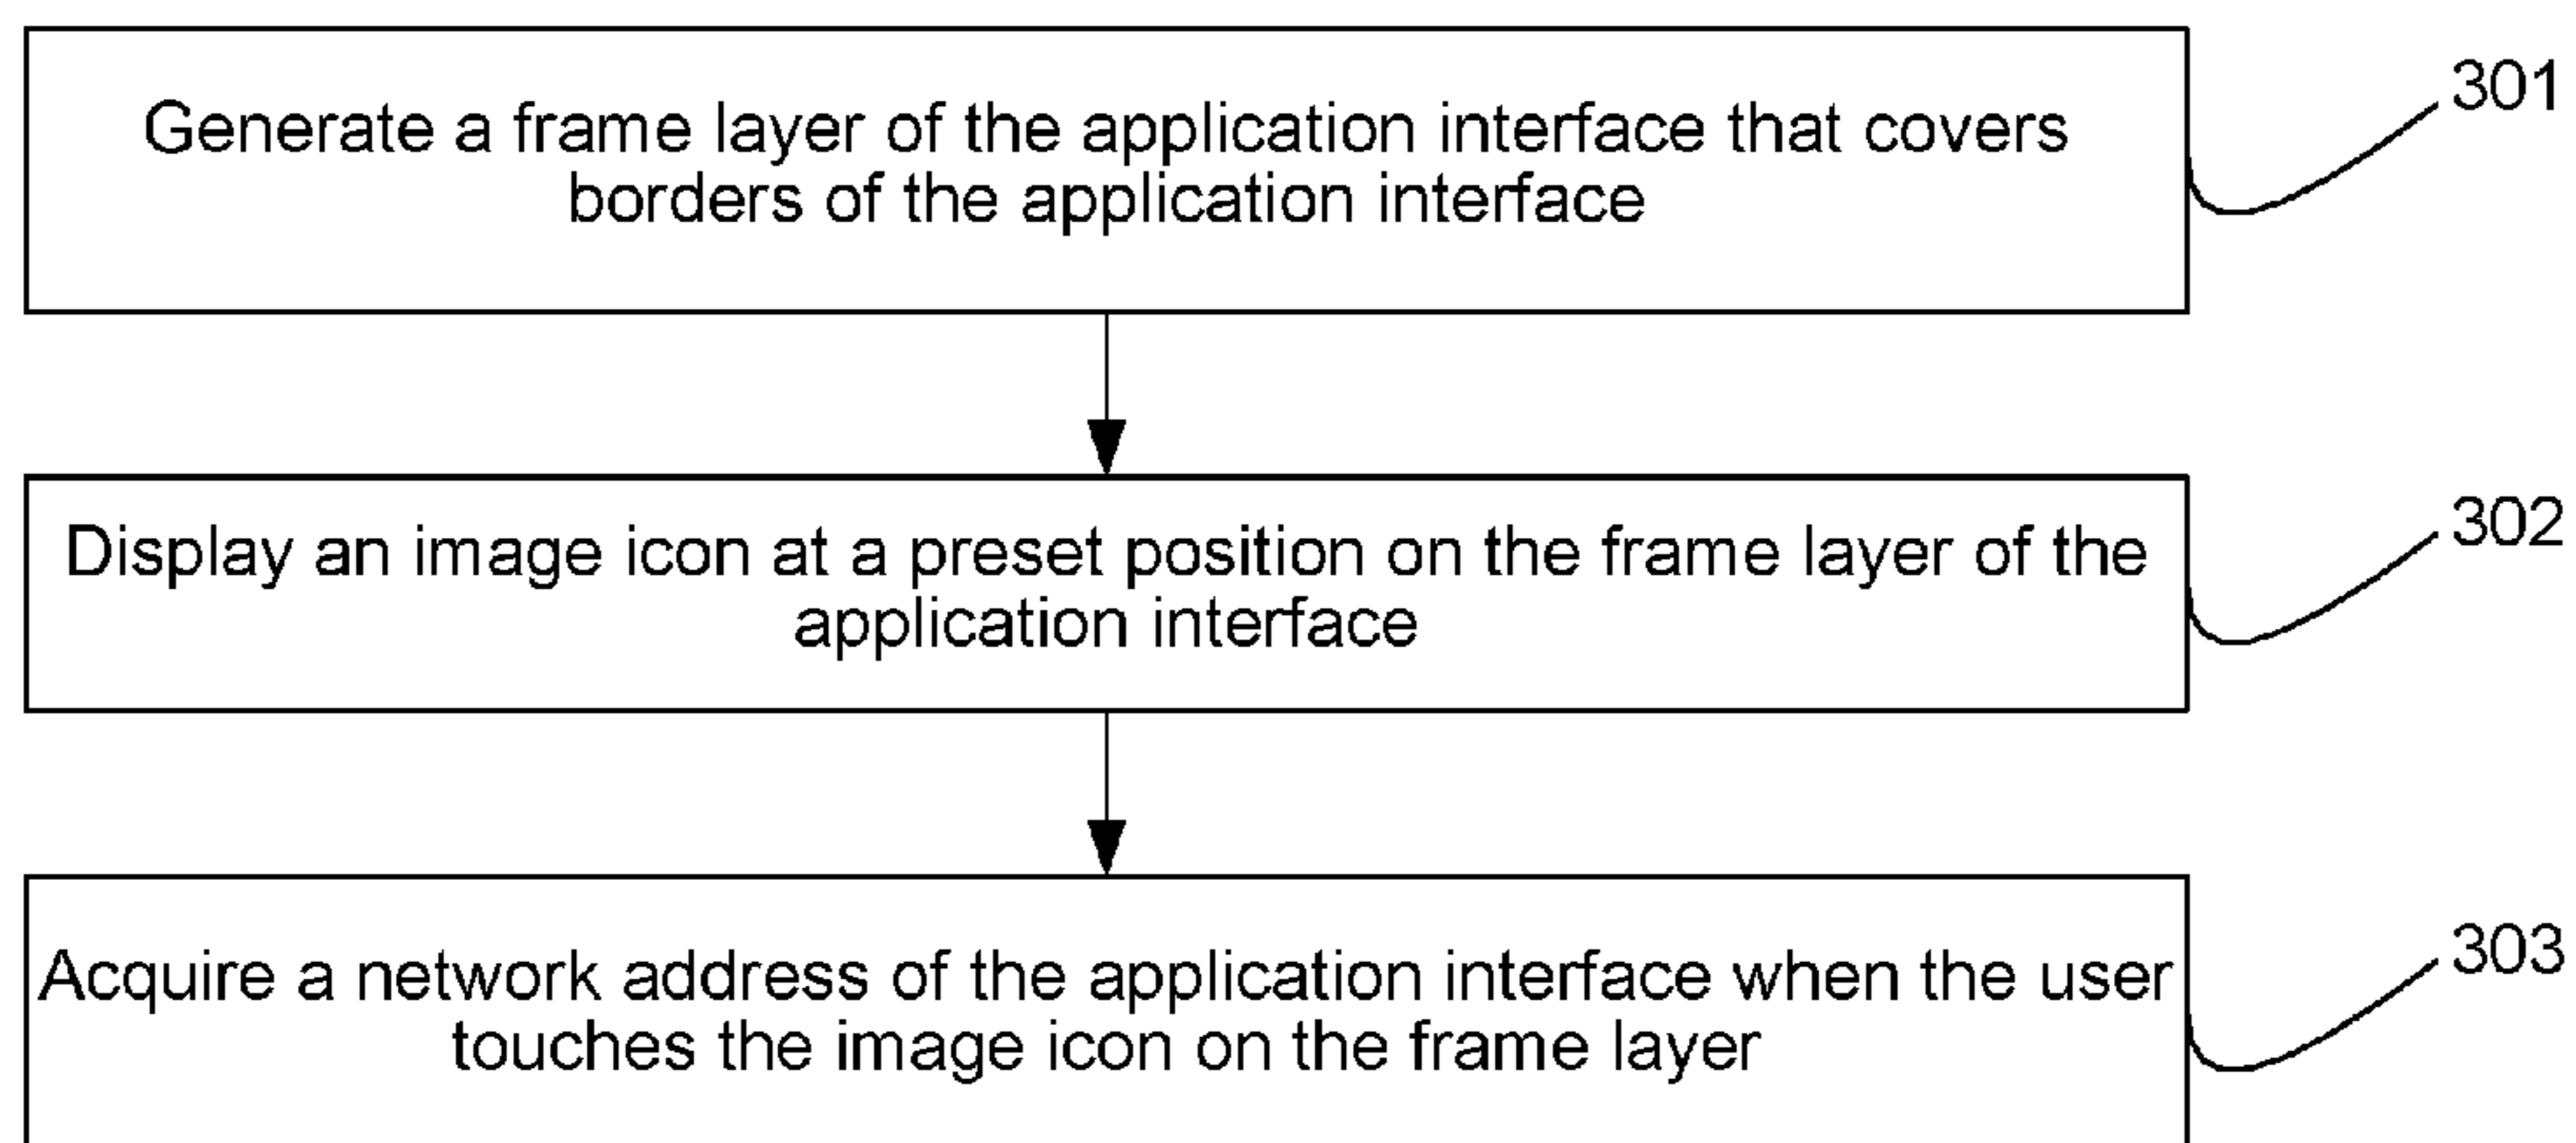 Generate a frame layer of the application interface that covers
borders of the application interface
301
Display an image icon at a preset position on the frame layer of the
application interface
302
Acquire a network address of the application interface when the user
touches the image icon on the frame layer
303